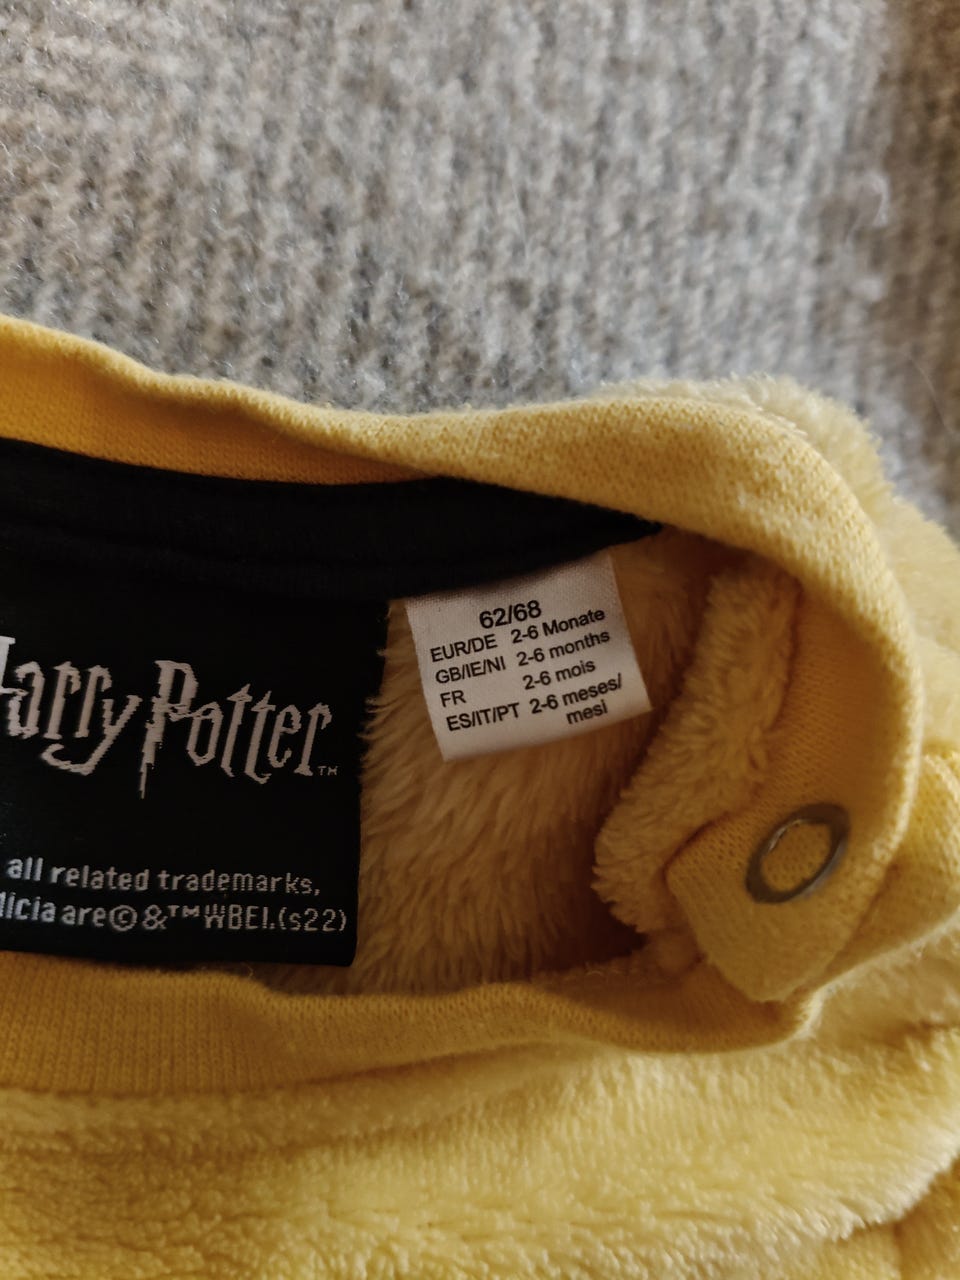 Harry Potter™
all related trademarks,
are © & ™ WBEI. (s22)
62/68
EUR/DE 2-6 Monate
GB/IE/NI 2-6 months
FR 2-6 mois
ES/IT/PT 2-6 meses/
mesi